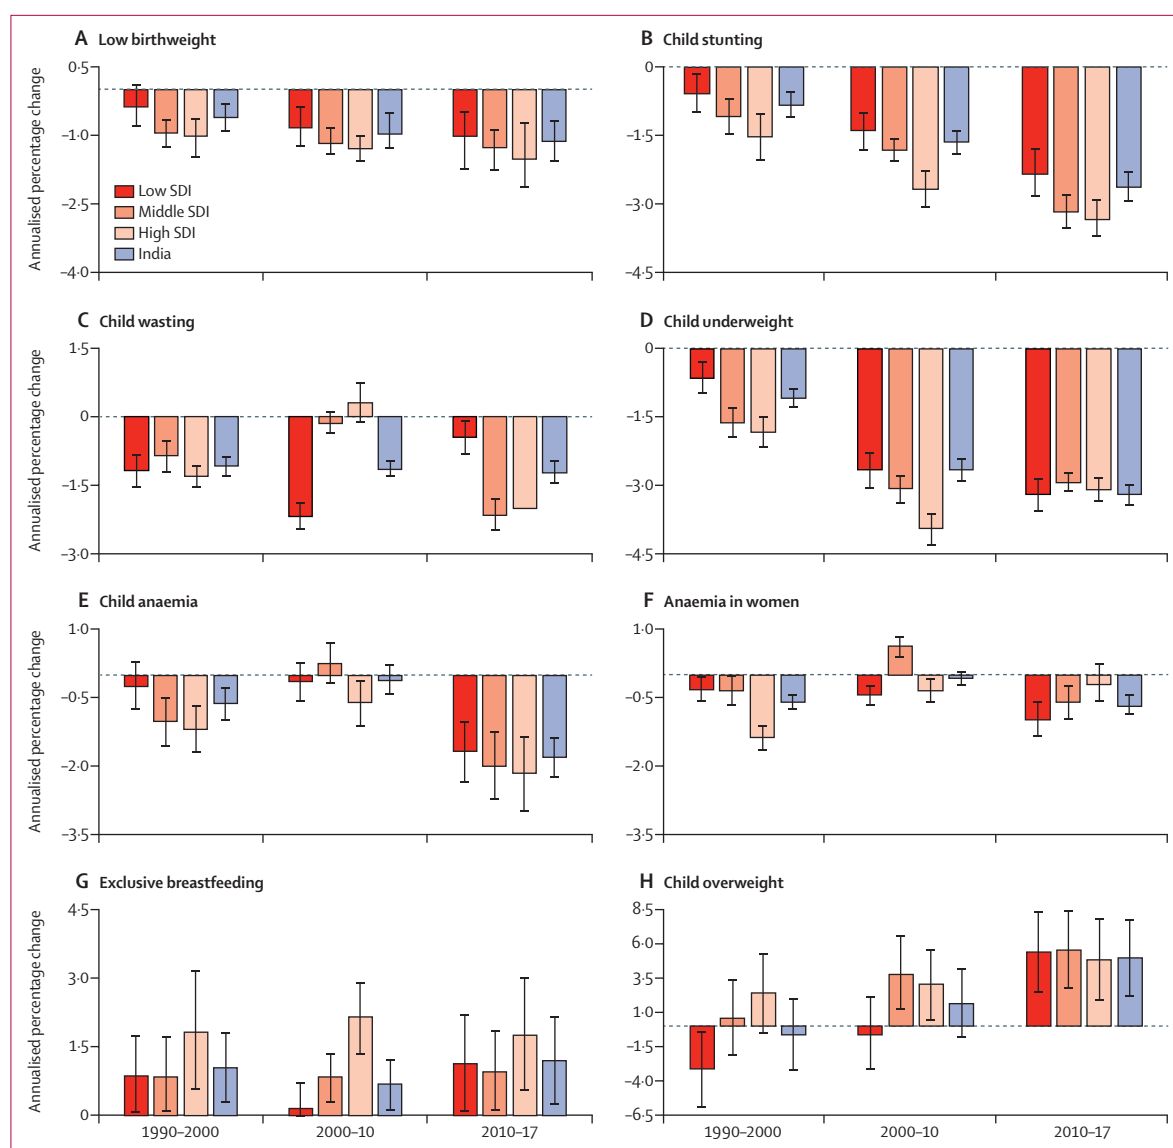 A Low birthweight
B Child stunting
Annualised percentage change
0·5
–1·0
–2·5
–4·0
Low SDI
Middle SDI
High SDI
India
0
–1·5
–3·0
–4·5
C Child wasting
D Child underweight
Annualised percentage change
1·5
0
–1·5
–3·0
0
–1·5
–3·0
–4·5
E Child anaemia
F Anaemia in women
Annualised percentage change
1·0
–0·5
–2·0
–3·5
1·0
–0·5
–2·0
–3·5
G Exclusive breastfeeding
H Child overweight
Annualised percentage change
4·5
3·0
1·5
0
8·5
6·0
3·5
1·0
–1·5
–4·0
–6·5
1990–2000 2000–10 2010–17
1990–2000 2000–10 2010–17